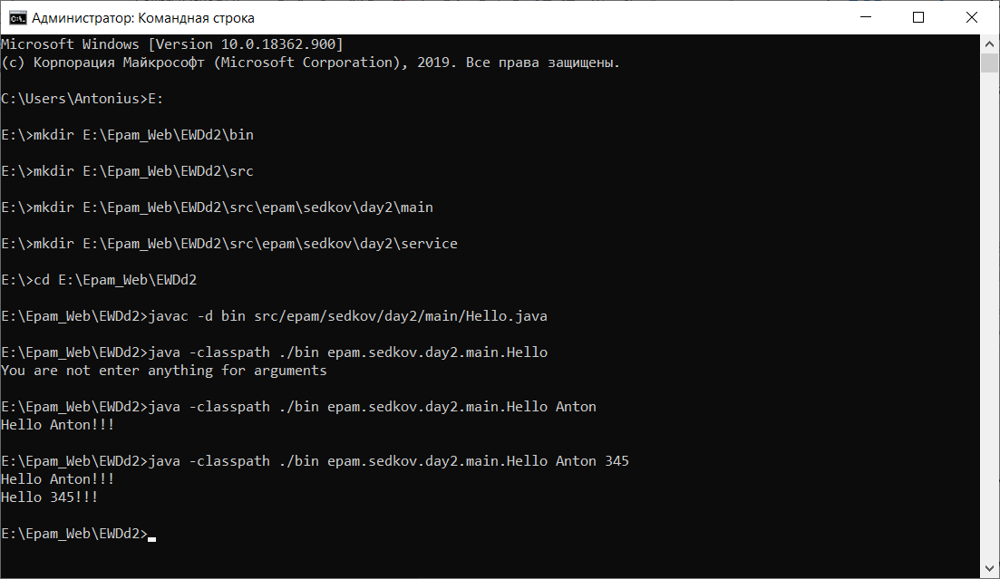 Администратор: Командная строка
Microsoft Windows [Version 10.0.18362.900]
(c) Корпорация Майкрософт (Microsoft Corporation), 2019. Все права защищены.
C:\Users\Antonius>E:
E:\>mkdir E:\Epam_Web\EWDd2\bin
E:\>mkdir E:\Epam_Web\EWDd2\src
E:\>mkdir E:\Epam_Web\EWDd2\src\epam\sedkov\day2\main
E:\>mkdir E:\Epam_Web\EWDd2\src\epam\sedkov\day2\service
E:\>cd E:\Epam_Web\EWDd2
E:\Epam_Web\EWDd2>javac -d bin src/epam/sedkov/day2/main/Hello.java
E:\Epam_Web\EWDd2>java -classpath ./bin epam.sedkov.day2.main.Hello
You are not enter anything for arguments
E:\Epam_Web\EWDd2>java -classpath ./bin epam.sedkov.day2.main.Hello Anton
Hello Anton!!!
E:\Epam_Web\EWDd2>java -classpath ./bin epam.sedkov.day2.main.Hello Anton 345
Hello Anton!!!
Hello 345!!!
E:\Epam_Web\EWDd2>